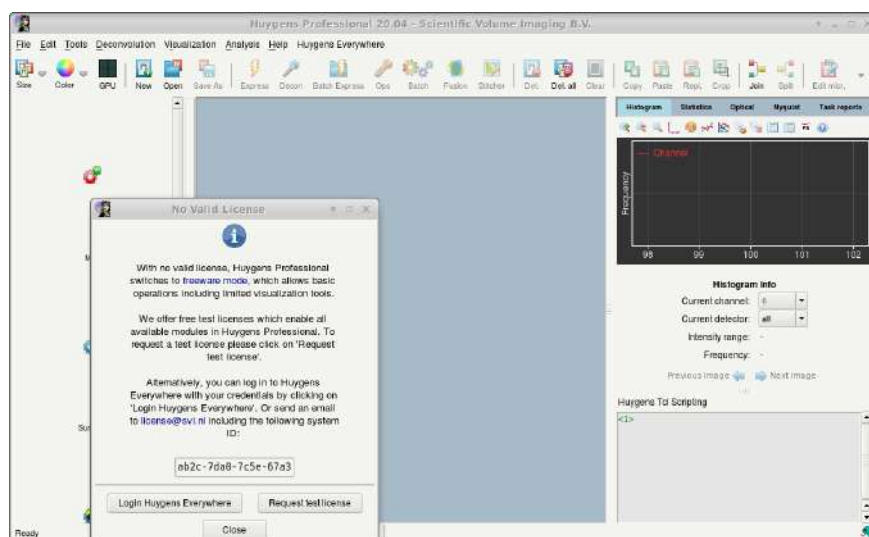 Huygens Professional 20.04 - Scientific Volume Imaging B.V.
File Edit Tools Deconvolution Visualization Analysis Help Huygens Everywhere
Size Color GPU New Open Save As Express Decon. Batch Express Ops Batch Fusion Stitcher Del. Del. all Clear Copy Paste Repl. Crop Join Split Edit micr.
Histogram Statistics Optical Nyquist Task reports
Channel
Frequency
98 99 100 101 102
No Valid License
With no valid license, Huygens Professional
switches to freeware mode, which allows basic
operations including limited visualization tools.
We offer free test licenses which enable all
available modules in Huygens Professional. To
request a test license please click on 'Request
test license'.
Alternatively, you can log in to Huygens
Everywhere with your credentials by clicking on
'Login Huygens Everywhere'. Or send an email
to license@svi.nl including the following system
ID:
ab2c-7da8-7c5e-67a3
Login Huygens Everywhere Request test license
Close
Histogram Info
Current channel: 0
Current detector: all
Intensity range: -
Frequency: -
Previous image Next image
Huygens Tcl Scripting
<1>
Ready